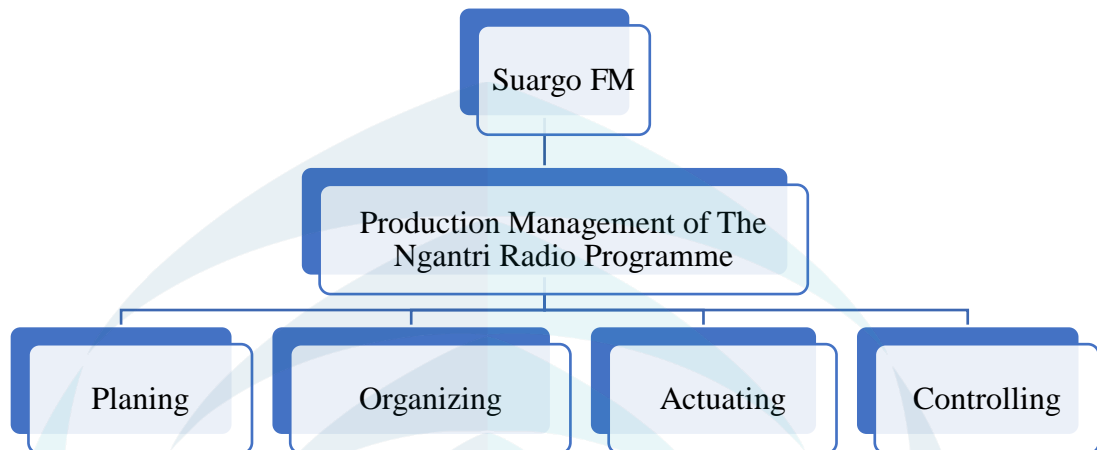 Suargo FM
Production Management of The
Ngantri Radio Programme
Planing
Organizing
Actuating
Controlling